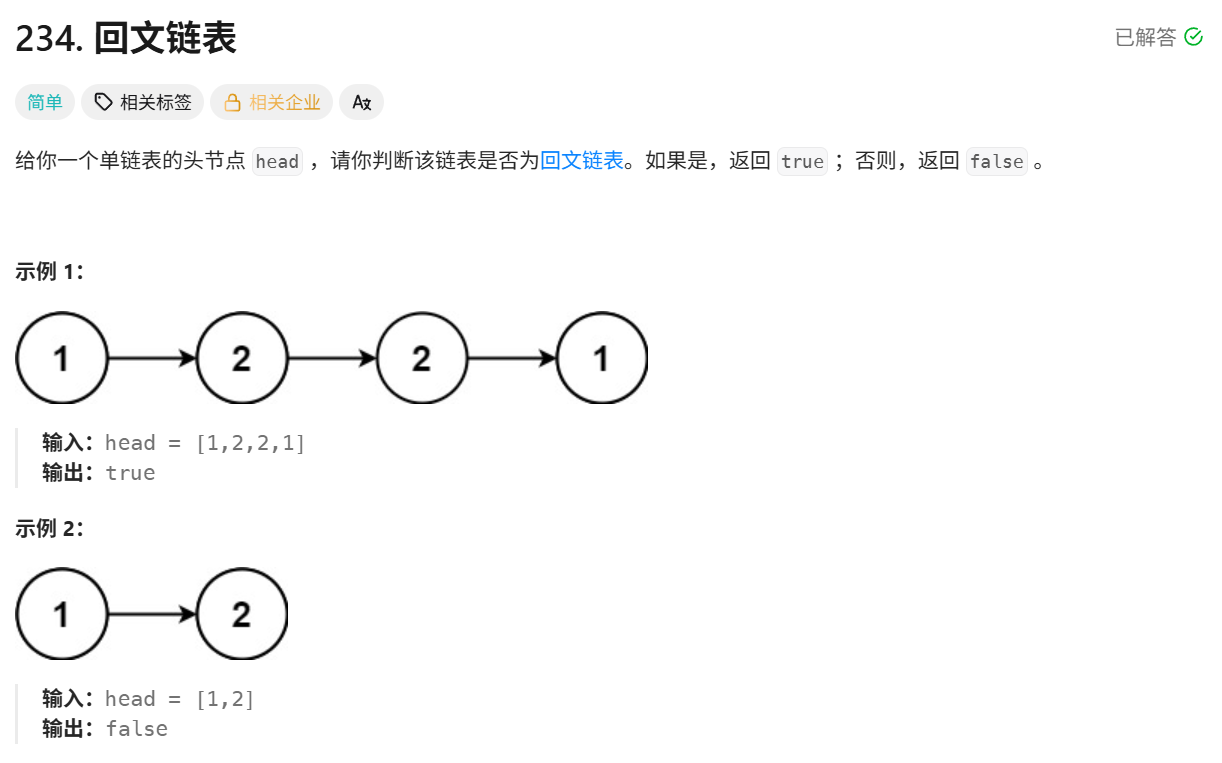 234. 回文链表
已解答
简单 相关标签 相关企业 Aあ
给你一个单链表的头节点 head ，请你判断该链表是否为回文链表。如果是，返回 true ；否则，返回 false 。
示例 1：
1 2 2 1
输入：head = [1,2,2,1]
输出：true
示例 2：
1 2
输入：head = [1,2]
输出：false